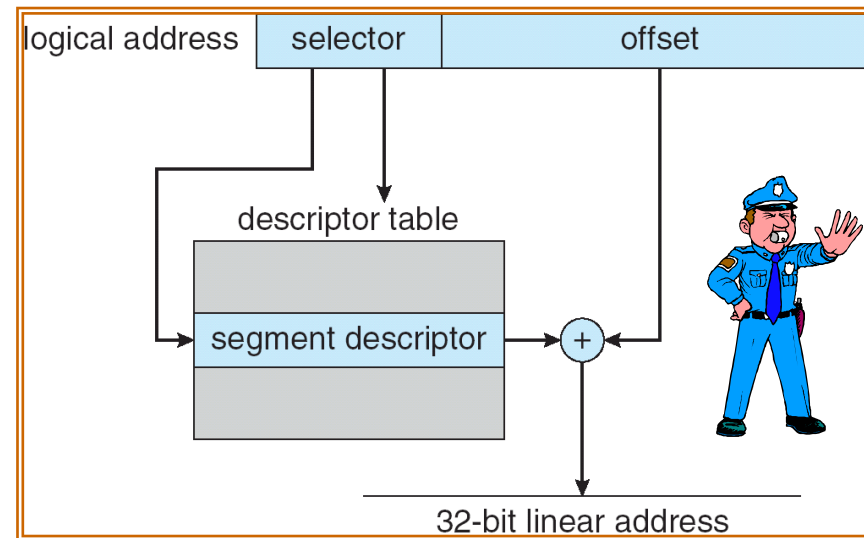 logical address selector offset
descriptor table
segment descriptor +
32-bit linear address